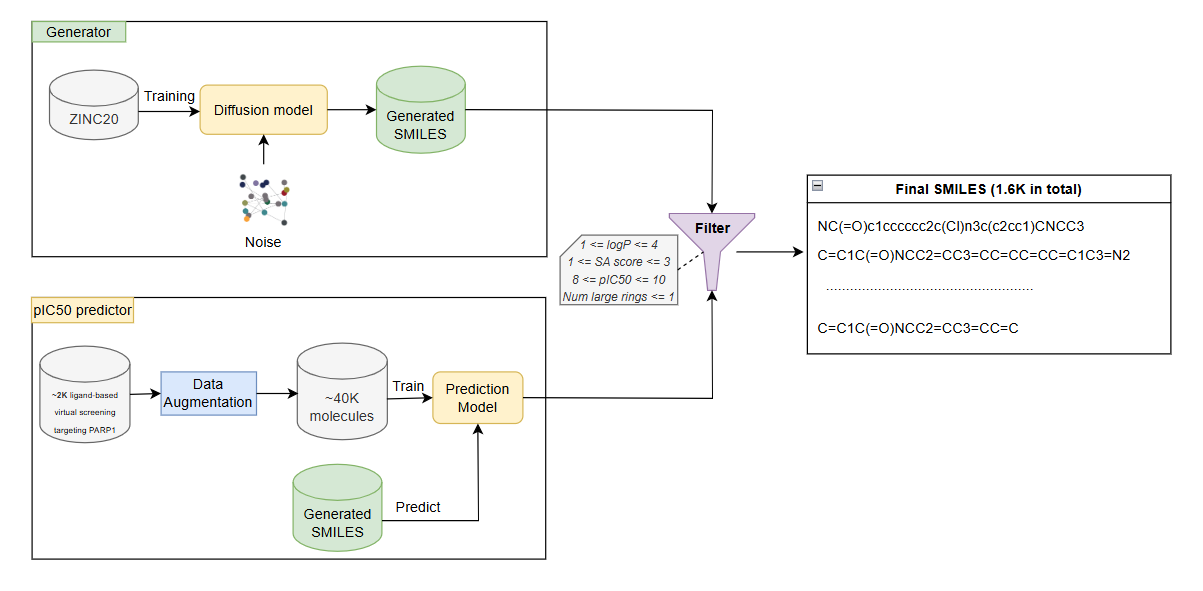 Generator
ZINC20
Training
Diffusion model
Generated
SMILES
Noise
pIC50 predictor
~2K ligand-based
virtual screening
targeting PARP1
Data
Augmentation
~40K
molecules
Train
Prediction
Model
Generated
SMILES
Predict
Filter
1 <= logP <= 4
1 <= SA score <= 3
8 <= pIC50 <= 10
Num large rings <= 1
Final SMILES (1.6K in total)
NC(=O)c1cccccc2c(Cl)n3c(c2cc1)CNCC3
C=C1C(=O)NCC2=CC3=CC=CC=CC=C1C3=N2
....................................................
C=C1C(=O)NCC2=CC3=CC=C